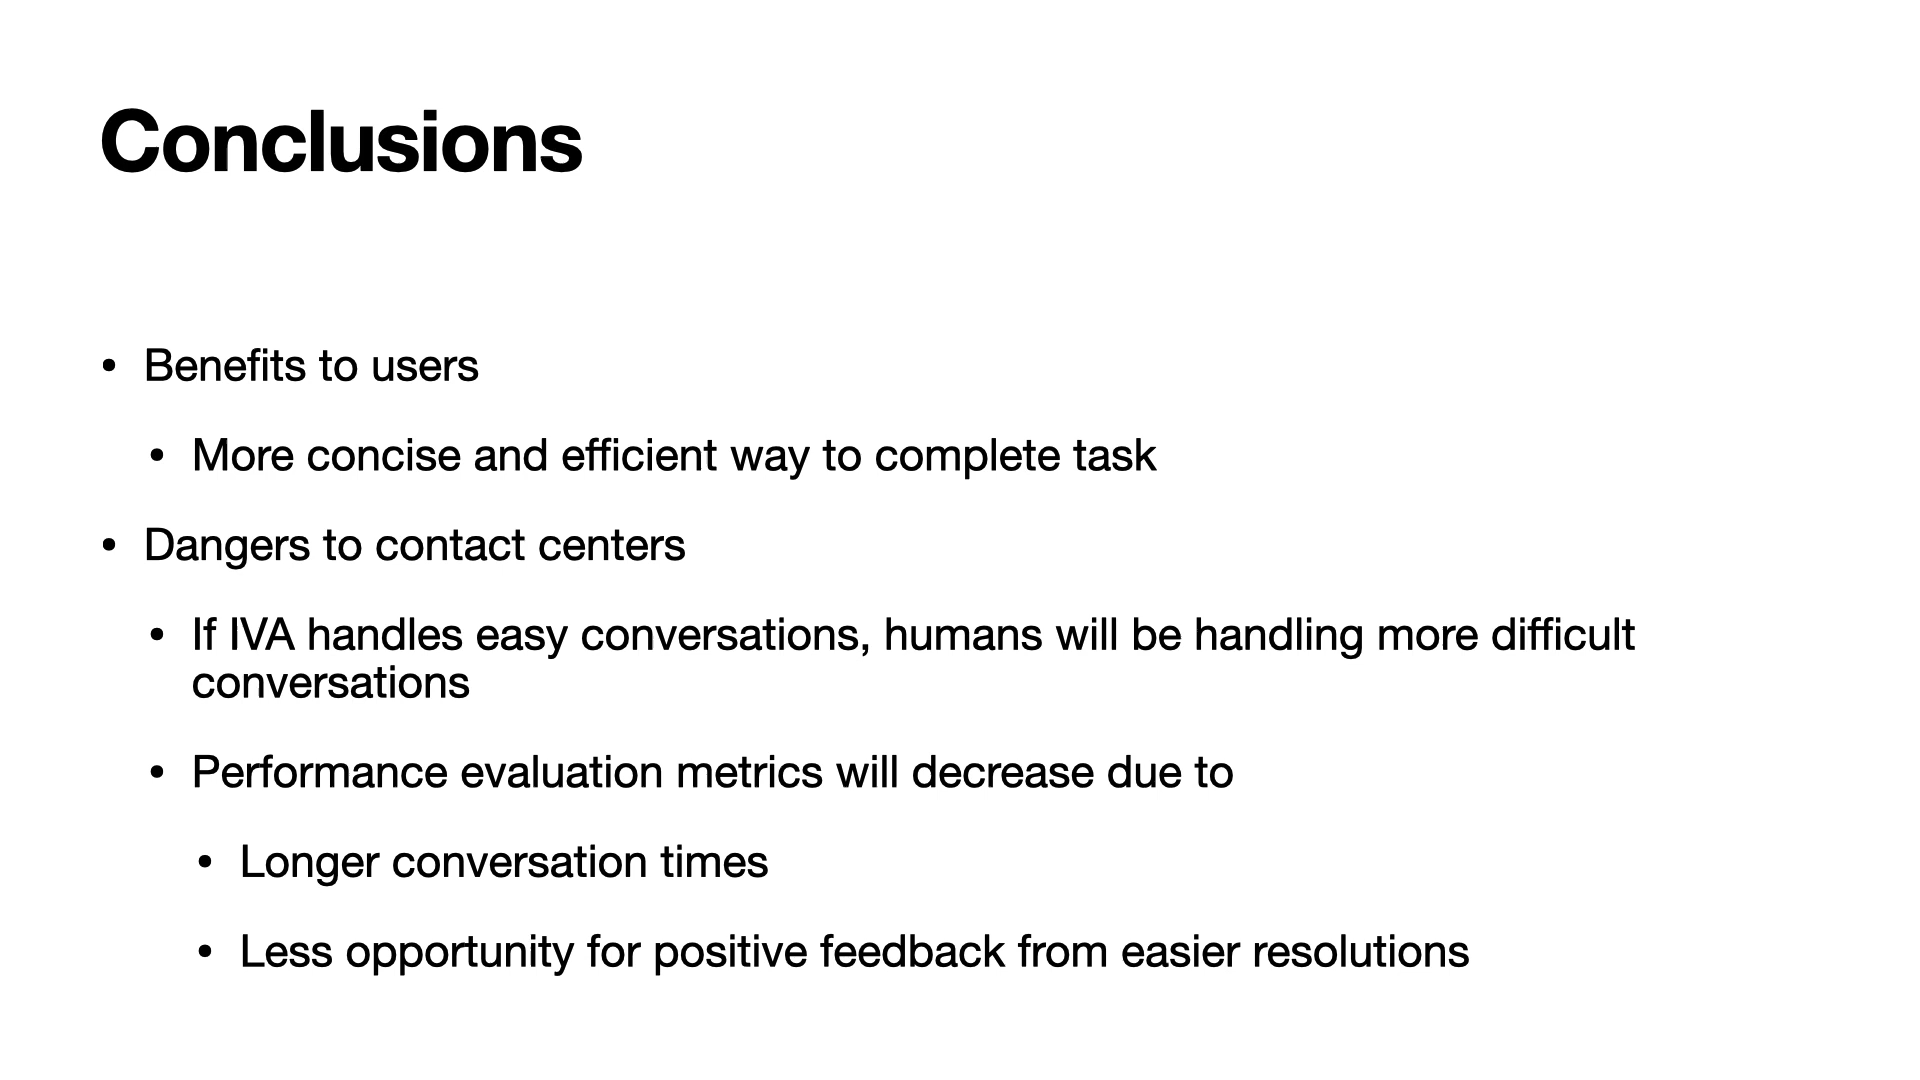 Conclusions
• Benefits to users
• More concise and efficient way to complete task
• Dangers to contact centers
• If IVA handles easy conversations, humans will be handling more difficult
conversations
• Performance evaluation metrics will decrease due to
• Longer conversation times
• Less opportunity for positive feedback from easier resolutions